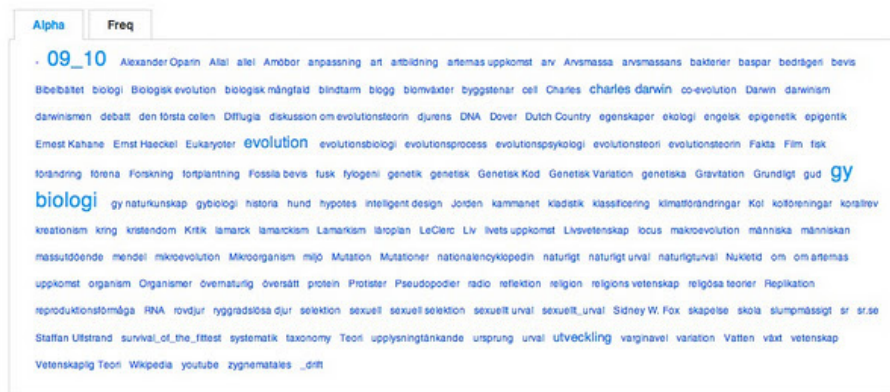 Alpha Freq
- 09_10 Alexander Oparin Allal allel Amöbor anpassning art artbildning arternas uppkomst arv Arvsmassa arvsmassans bakterier baspar bedrägeri bevis
Bibelbältet biologi Biologisk evolution biologisk mångfald blindtarm blogg blomväxter byggstenar cell Charles charles darwin co-evolution Darwin darwinism
darwinismen debatt den första cellen Difflugia diskussion om evolutionsteorin djurens DNA Dover Dutch Country egenskaper ekologi engelsk epigenetik epigentik
Ernest Kahane Ernst Haeckel Eukaryoter evolution evolutionsbiologi evolutionsprocess evolutionspsykologi evolutionsteori evolutionsteorin Fakta Film fisk
förändring förena Forskning fortplantning Fossila bevis fusk fylogeni genetik genetisk Genetisk Kod Genetisk Variation genetiska Gravitation Grundligt gud gy
biologi gy naturkunskap gybiologi historia hund hypotes intelligent design Jorden kammanet kladistik klassificering klimatförändringar Kol kolföreningar korallrev
kreationism kring kristendom Kritik lamarck lamarckism Lamarkism läroplan LeClerc Liv livets uppkomst Livsvetenskap locus makroevolution människa människan
massutdöende mendel mikroevolution Mikroorganism miljö Mutation Mutationer nationalencyklopedin naturligt naturligt urval naturligturval Nukletid om om arternas
uppkomst organism Organismer övernaturlig översätt protein Protister Pseudopodier radio reflektion religion religions vetenskap religösa teorier Replikation
reproduktionsförmåga RNA rovdjur ryggradslösa djur selektion sexuell sexuell selektion sexuellt urval sexuellt_urval Sidney W. Fox skapelse skola slumpmässigt sr sr.se
Staffan Ulfstrand survival_of_the_fittest systematik taxonomy Teori upplysningtänkande ursprung urval utveckling varginavel variation Vatten växt vetenskap
Vetenskaplig Teori Wikipedia youtube zygnematales _drift